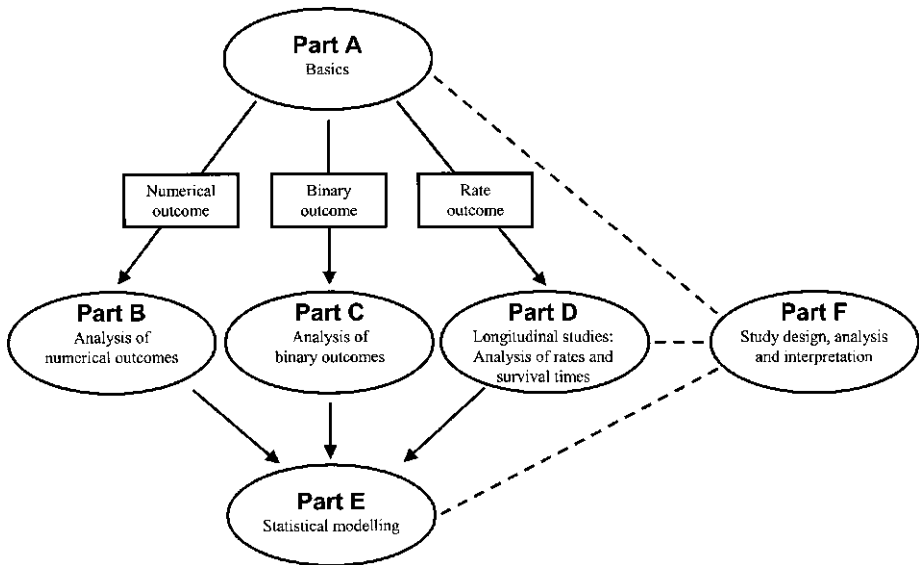 Part A
Basics
Numerical
outcome
Binary
outcome
Rate
outcome
Part B
Analysis of
numerical outcomes
Part C
Analysis of
binary outcomes
Part D
Longitudinal studies:
Analysis of rates and
survival times
Part F
Study design, analysis
and interpretation
Part E
Statistical modelling